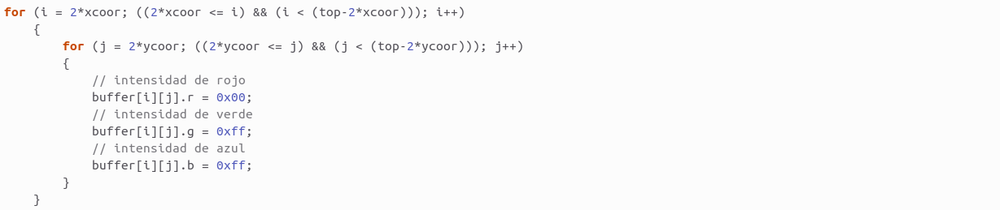 for (i = 2*xcoor; ((2*xcoor <= i) && (i < (top-2*xcoor))); i++)
    {
        for (j = 2*ycoor; ((2*ycoor <= j) && (j < (top-2*ycoor))); j++)
        {
            // intensidad de rojo
            buffer[i][j].r = 0x00;
            // intensidad de verde
            buffer[i][j].g = 0xff;
            // intensidad de azul
            buffer[i][j].b = 0xff;
        }
    }